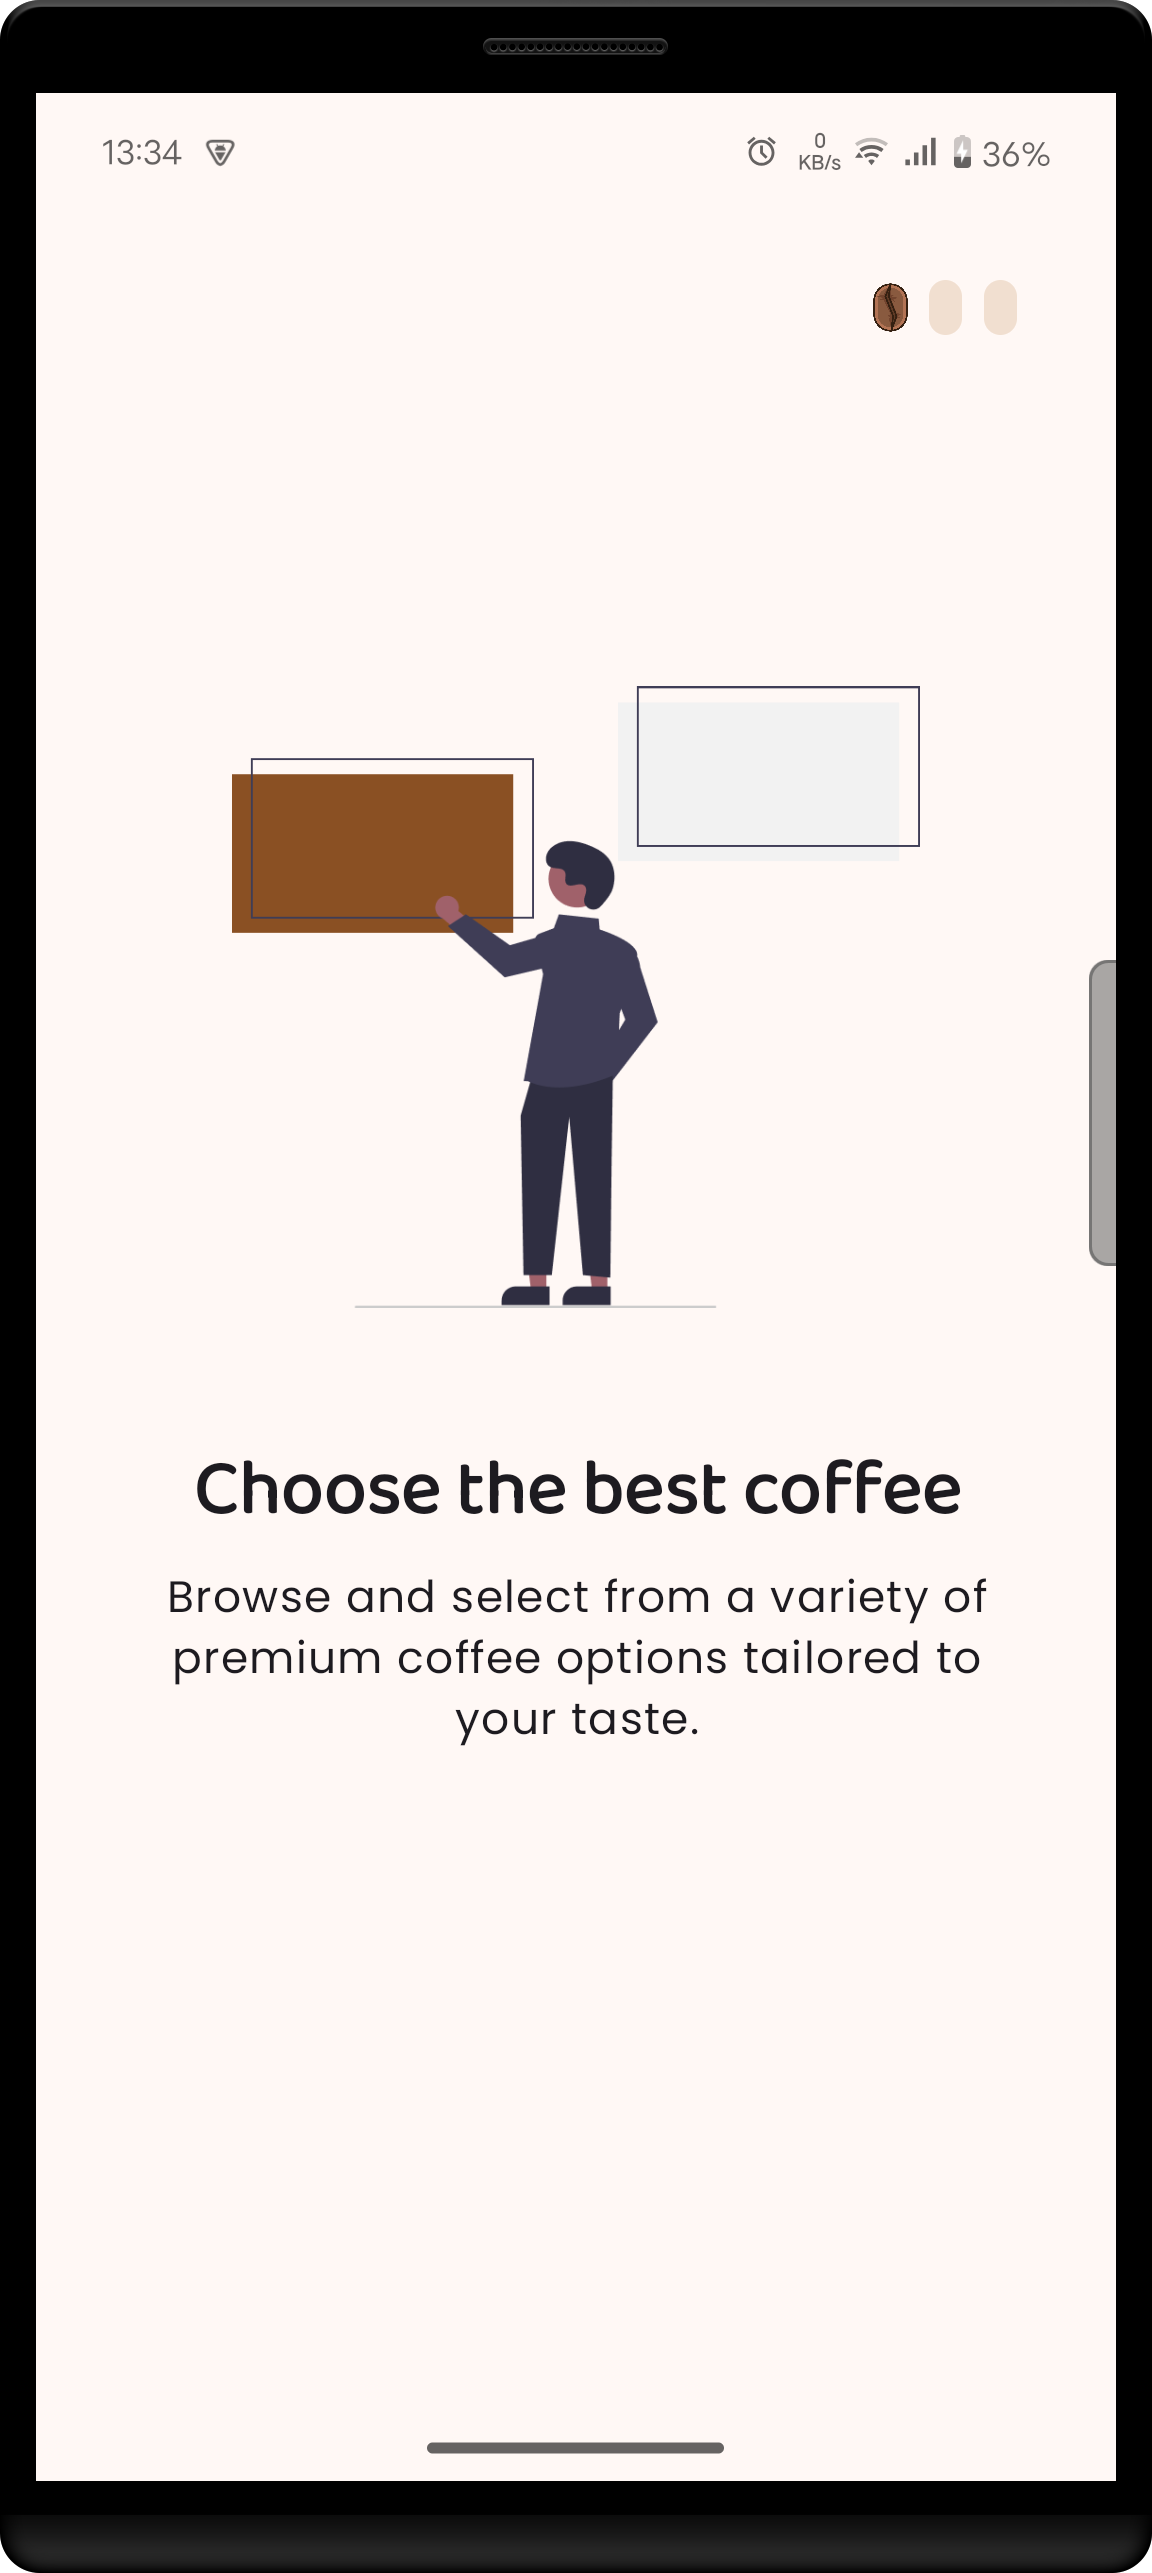 13:34
0
KB/s
36%
Choose the best coffee
Browse and select from a variety of
premium coffee options tailored to
your taste.